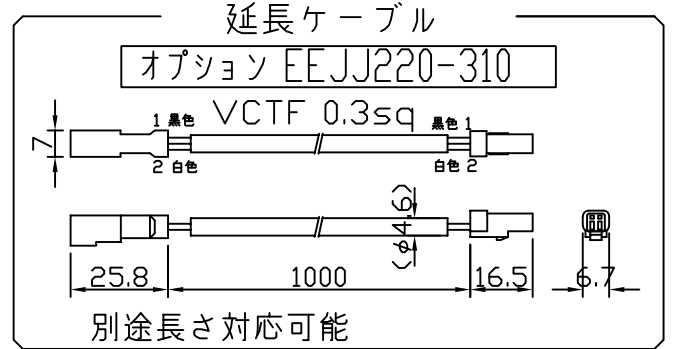 延長ケーブル
オプション EEJJ220-310
VCTF 0.3sq
1 黒色
黒色 1
7
2 白色
白色 2
(φ4.6)
25.8
1000
16.5
6.7
別途長さ対応可能